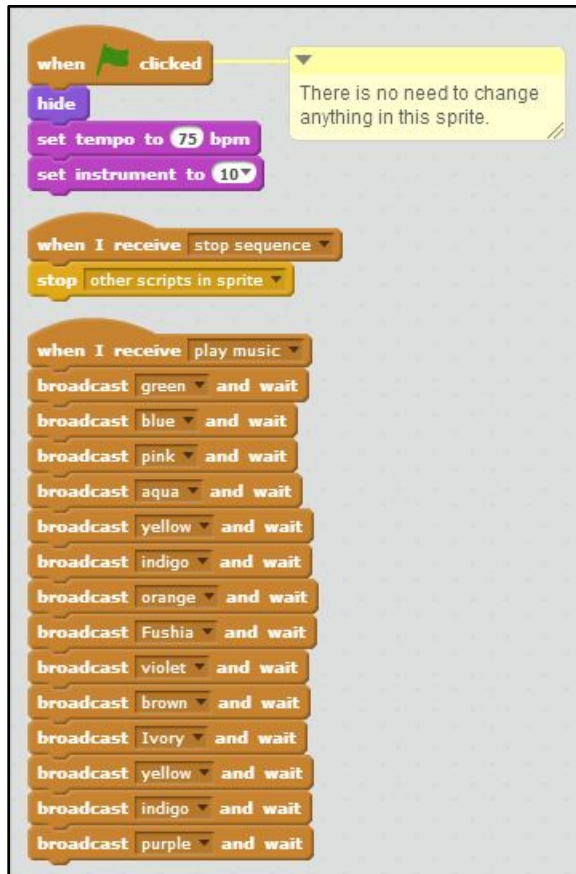 when clicked
hide
set tempo to 75 bpm
set instrument to 10
There is no need to change
anything in this sprite.
when I receive stop sequence
stop other scripts in sprite
when I receive play music
broadcast green and wait
broadcast blue and wait
broadcast pink and wait
broadcast aqua and wait
broadcast yellow and wait
broadcast indigo and wait
broadcast orange and wait
broadcast Fushia and wait
broadcast violet and wait
broadcast brown and wait
broadcast Ivory and wait
broadcast yellow and wait
broadcast indigo and wait
broadcast purple and wait